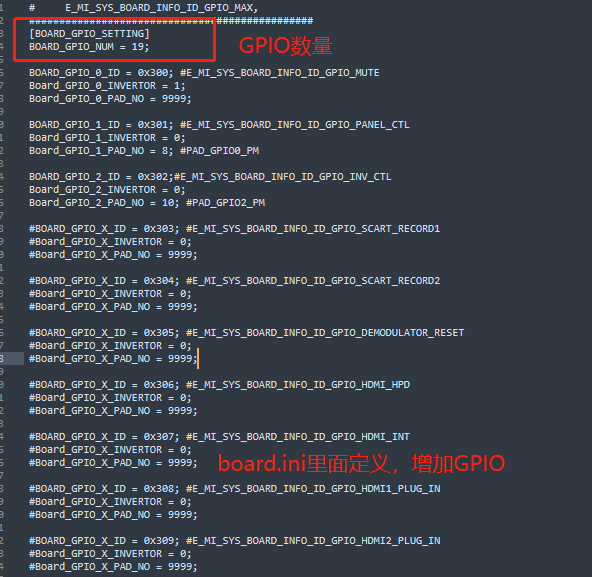 #     E_MI_SYS_BOARD_INFO_ID_GPIO_MAX,
################################################
[BOARD_GPIO_SETTING]
GPIO数量
BOARD_GPIO_NUM = 19;
BOARD_GPIO_0_ID = 0x300; #E_MI_SYS_BOARD_INFO_ID_GPIO_MUTE
Board_GPIO_0_INVERTOR = 1;
Board_GPIO_0_PAD_NO = 9999;
BOARD_GPIO_1_ID = 0x301; #E_MI_SYS_BOARD_INFO_ID_GPIO_PANEL_CTL
Board_GPIO_1_INVERTOR = 0;
Board_GPIO_1_PAD_NO = 8; #PAD_GPIO0_PM
BOARD_GPIO_2_ID = 0x302;#E_MI_SYS_BOARD_INFO_ID_GPIO_INV_CTL
Board_GPIO_2_INVERTOR = 0;
Board_GPIO_2_PAD_NO = 10; #PAD_GPIO2_PM
#BOARD_GPIO_X_ID = 0x303; #E_MI_SYS_BOARD_INFO_ID_GPIO_SCART_RECORD1
#Board_GPIO_X_INVERTOR = 0;
#Board_GPIO_X_PAD_NO = 9999;
#BOARD_GPIO_X_ID = 0x304; #E_MI_SYS_BOARD_INFO_ID_GPIO_SCART_RECORD2
#Board_GPIO_X_INVERTOR = 0;
#Board_GPIO_X_PAD_NO = 9999;
#BOARD_GPIO_X_ID = 0x305; #E_MI_SYS_BOARD_INFO_ID_GPIO_DEMODULATOR_RESET
#Board_GPIO_X_INVERTOR = 0;
#Board_GPIO_X_PAD_NO = 9999;
#BOARD_GPIO_X_ID = 0x306; #E_MI_SYS_BOARD_INFO_ID_GPIO_HDMI_HPD
#Board_GPIO_X_INVERTOR = 0;
#Board_GPIO_X_PAD_NO = 9999;
#BOARD_GPIO_X_ID = 0x307; #E_MI_SYS_BOARD_INFO_ID_GPIO_HDMI_INT
#Board_GPIO_X_INVERTOR = 0;
#Board_GPIO_X_PAD_NO = 9999;
board.ini里面定义，增加GPIO
#BOARD_GPIO_X_ID = 0x308; #E_MI_SYS_BOARD_INFO_ID_GPIO_HDMI1_PLUG_IN
#Board_GPIO_X_INVERTOR = 0;
#Board_GPIO_X_PAD_NO = 9999;
#BOARD_GPIO_X_ID = 0x309; #E_MI_SYS_BOARD_INFO_ID_GPIO_HDMI2_PLUG_IN
#Board_GPIO_X_INVERTOR = 0;
#Board_GPIO_X_PAD_NO = 9999;